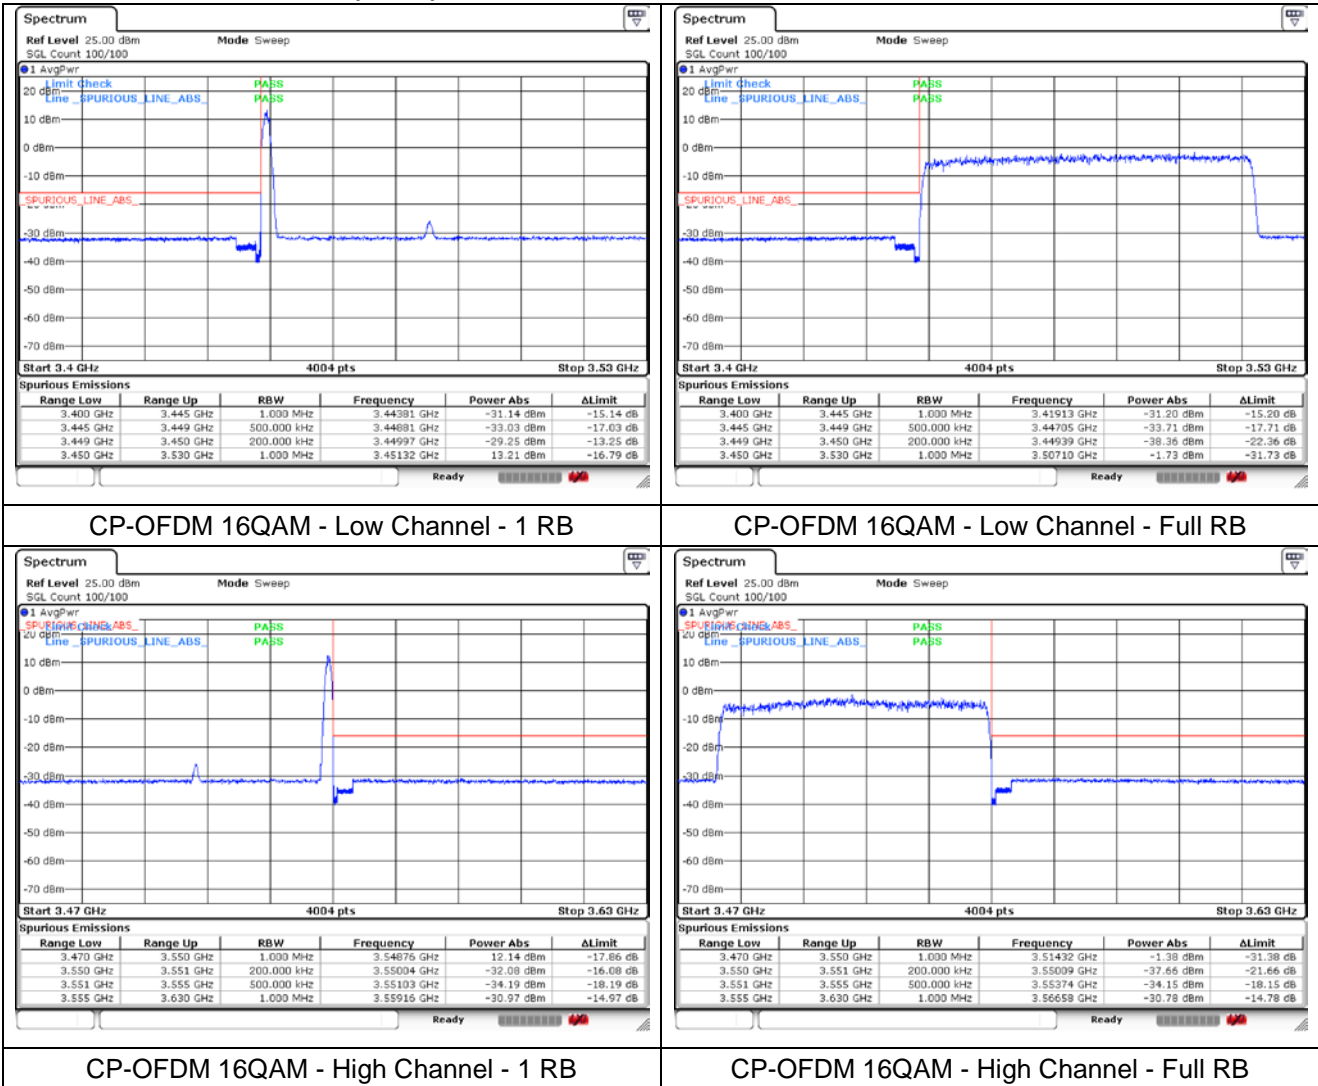 Spectrum
Ref Level 25.00 dBm Mode Sweep
SGL Count 100/100
1 AvgPwr
Limit Check PASS
Line _SPURIOUS_LINE_ABS_ PASS
20 dBm
10 dBm
0 dBm
-10 dBm
_SPURIOUS_LINE_ABS_
-20 dBm
-30 dBm
-40 dBm
-50 dBm
-60 dBm
-70 dBm
Start 3.4 GHz 4004 pts Stop 3.53 GHz
Spurious Emissions
Range Low Range Up RBW Frequency Power Abs ΔLimit
3.400 GHz 3.445 GHz 1.000 MHz 3.44381 GHz -31.14 dBm -15.14 dB
3.445 GHz 3.449 GHz 500.000 kHz 3.44881 GHz -33.03 dBm -17.03 dB
3.449 GHz 3.450 GHz 200.000 kHz 3.44997 GHz -29.25 dBm -13.25 dB
3.450 GHz 3.530 GHz 1.000 MHz 3.45132 GHz 13.21 dBm -16.79 dB
Ready
CP-OFDM 16QAM - Low Channel - 1 RB
Spectrum
Ref Level 25.00 dBm Mode Sweep
SGL Count 100/100
1 AvgPwr
Limit Check PASS
Line _SPURIOUS_LINE_ABS_ PASS
20 dBm
10 dBm
0 dBm
-10 dBm
_SPURIOUS_LINE_ABS_
-20 dBm
-30 dBm
-40 dBm
-50 dBm
-60 dBm
-70 dBm
Start 3.4 GHz 4004 pts Stop 3.53 GHz
Spurious Emissions
Range Low Range Up RBW Frequency Power Abs ΔLimit
3.400 GHz 3.445 GHz 1.000 MHz 3.41913 GHz -31.20 dBm -15.20 dB
3.445 GHz 3.449 GHz 500.000 kHz 3.44705 GHz -33.71 dBm -17.71 dB
3.449 GHz 3.450 GHz 200.000 kHz 3.44939 GHz -38.36 dBm -22.36 dB
3.450 GHz 3.530 GHz 1.000 MHz 3.50710 GHz -1.73 dBm -31.73 dB
Ready
CP-OFDM 16QAM - Low Channel - Full RB
Spectrum
Ref Level 25.00 dBm Mode Sweep
SGL Count 100/100
1 AvgPwr
_SPURIOUS_LINE_ABS_
Limit Check PASS
Line _SPURIOUS_LINE_ABS_ PASS
20 dBm
10 dBm
0 dBm
-10 dBm
-20 dBm
-30 dBm
-40 dBm
-50 dBm
-60 dBm
-70 dBm
Start 3.47 GHz 4004 pts Stop 3.63 GHz
Spurious Emissions
Range Low Range Up RBW Frequency Power Abs ΔLimit
3.470 GHz 3.550 GHz 1.000 MHz 3.54876 GHz 12.14 dBm -17.86 dB
3.550 GHz 3.551 GHz 200.000 kHz 3.55004 GHz -32.08 dBm -16.08 dB
3.551 GHz 3.555 GHz 500.000 kHz 3.55103 GHz -34.19 dBm -18.19 dB
3.555 GHz 3.630 GHz 1.000 MHz 3.55916 GHz -30.97 dBm -14.97 dB
Ready
CP-OFDM 16QAM - High Channel - 1 RB
Spectrum
Ref Level 25.00 dBm Mode Sweep
SGL Count 100/100
1 AvgPwr
_SPURIOUS_LINE_ABS_
Limit Check PASS
Line _SPURIOUS_LINE_ABS_ PASS
20 dBm
10 dBm
0 dBm
-10 dBm
-20 dBm
-30 dBm
-40 dBm
-50 dBm
-60 dBm
-70 dBm
Start 3.47 GHz 4004 pts Stop 3.63 GHz
Spurious Emissions
Range Low Range Up RBW Frequency Power Abs ΔLimit
3.470 GHz 3.550 GHz 1.000 MHz 3.51432 GHz -1.38 dBm -31.38 dB
3.550 GHz 3.551 GHz 200.000 kHz 3.55009 GHz -37.66 dBm -21.66 dB
3.551 GHz 3.555 GHz 500.000 kHz 3.55374 GHz -34.15 dBm -18.15 dB
3.555 GHz 3.630 GHz 1.000 MHz 3.56658 GHz -30.78 dBm -14.78 dB
Ready
CP-OFDM 16QAM - High Channel - Full RB